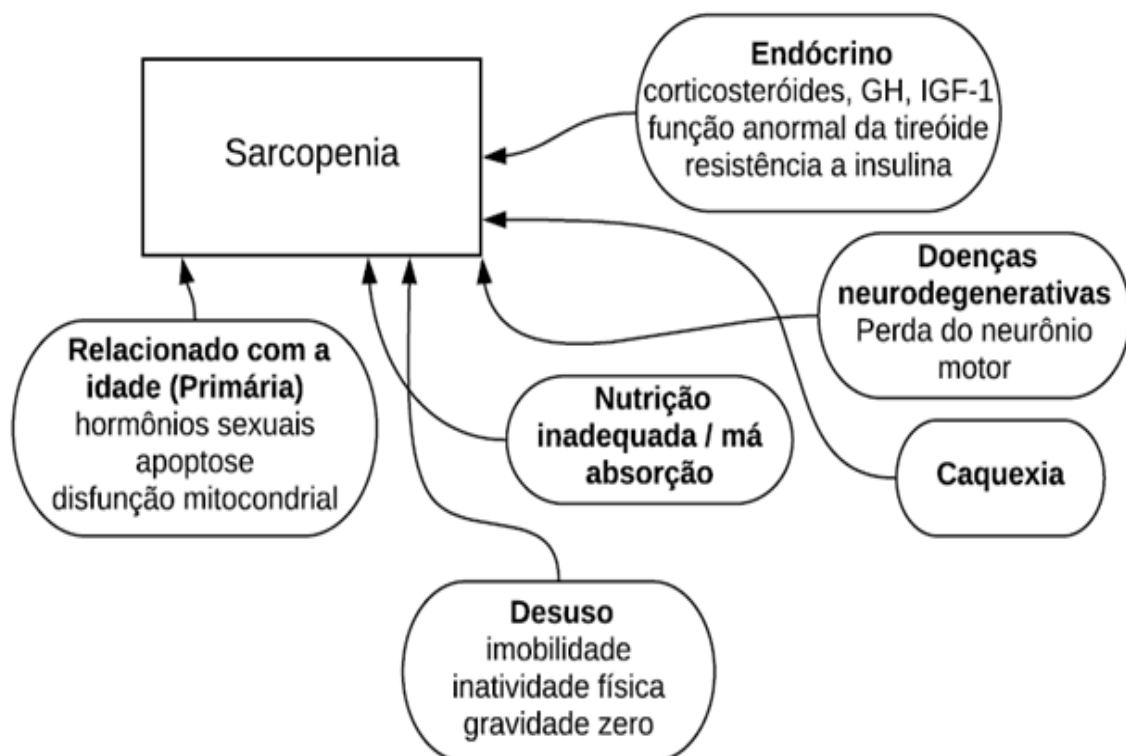 Sarcopenia
Endócrino
corticosteróides, GH, IGF-1
função anormal da tireóide
resistência a insulina
Doenças
neurodegenerativas
Perda do neurônio
motor
Relacionado com a
idade (Primária)
hormônios sexuais
apoptose
disfunção mitocondrial
Nutrição
inadequada / má
absorção
Caquexia
Desuso
imobilidade
inatividade física
gravidade zero